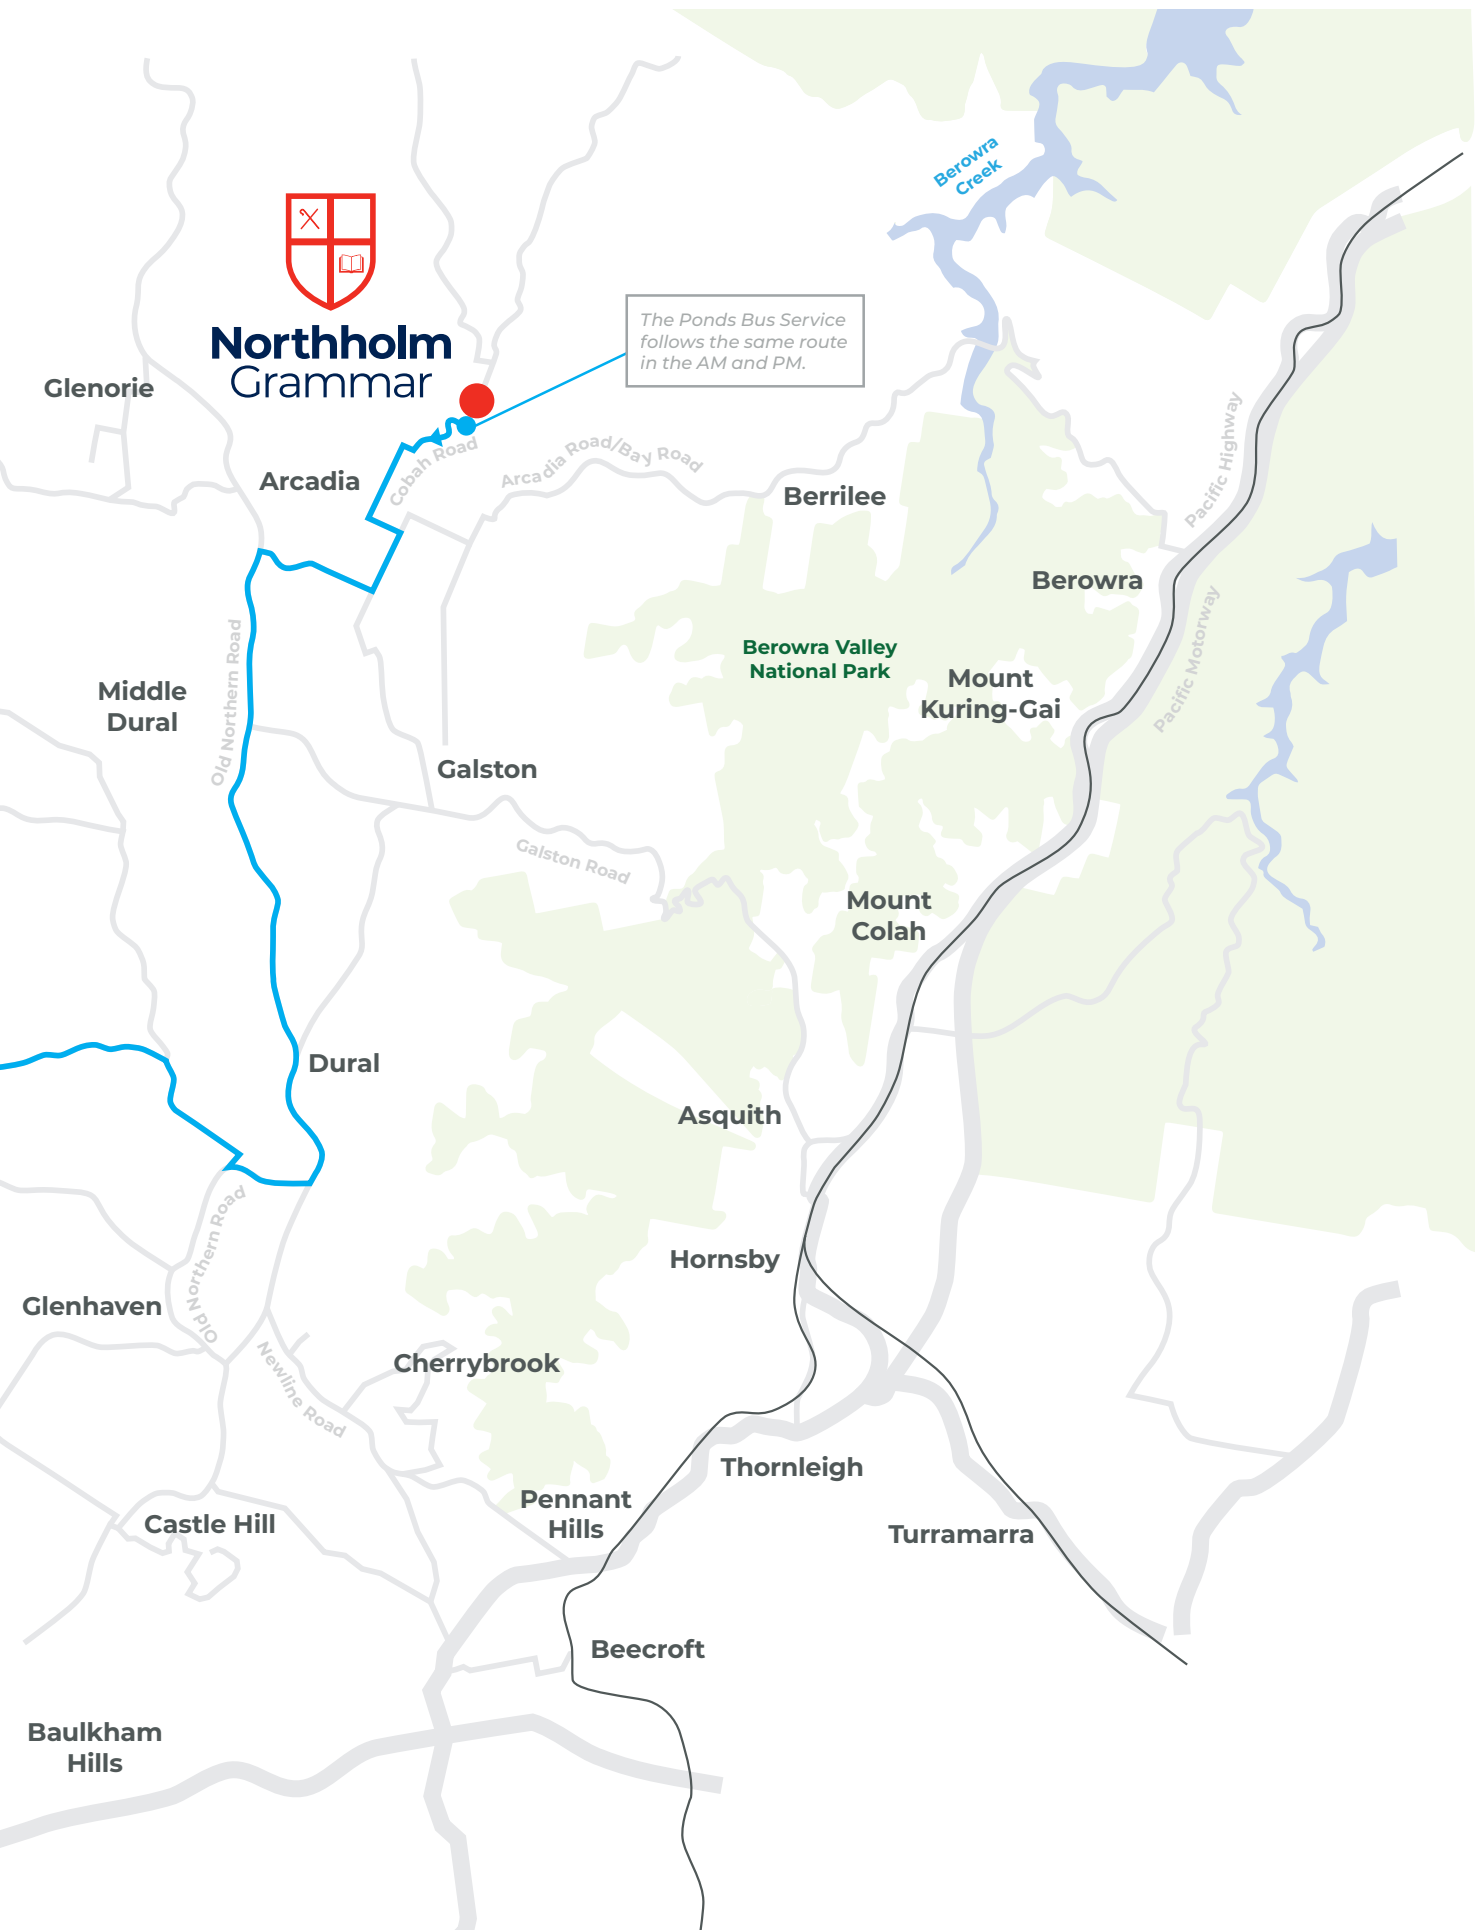 Berowra
Creek
Northholm
Grammar
The Ponds Bus Service
follows the same route
in the AM and PM.
Glenorie
Cobah Road
Arcadia Road/Bay Road
Arcadia
Berrilee
Pacific Highway
Berowra
Pacific Motorway
Old Northern Road
Berowra Valley
National Park
Middle
Dural
Mount
Kuring-Gai
Galston
Galston Road
Mount
Colah
Dural
Asquith
Old Northern Road
Hornsby
Glenhaven
Newline Road
Cherrybrook
Thornleigh
Pennant
Hills
Castle Hill
Turramarra
Beecroft
Baulkham
Hills